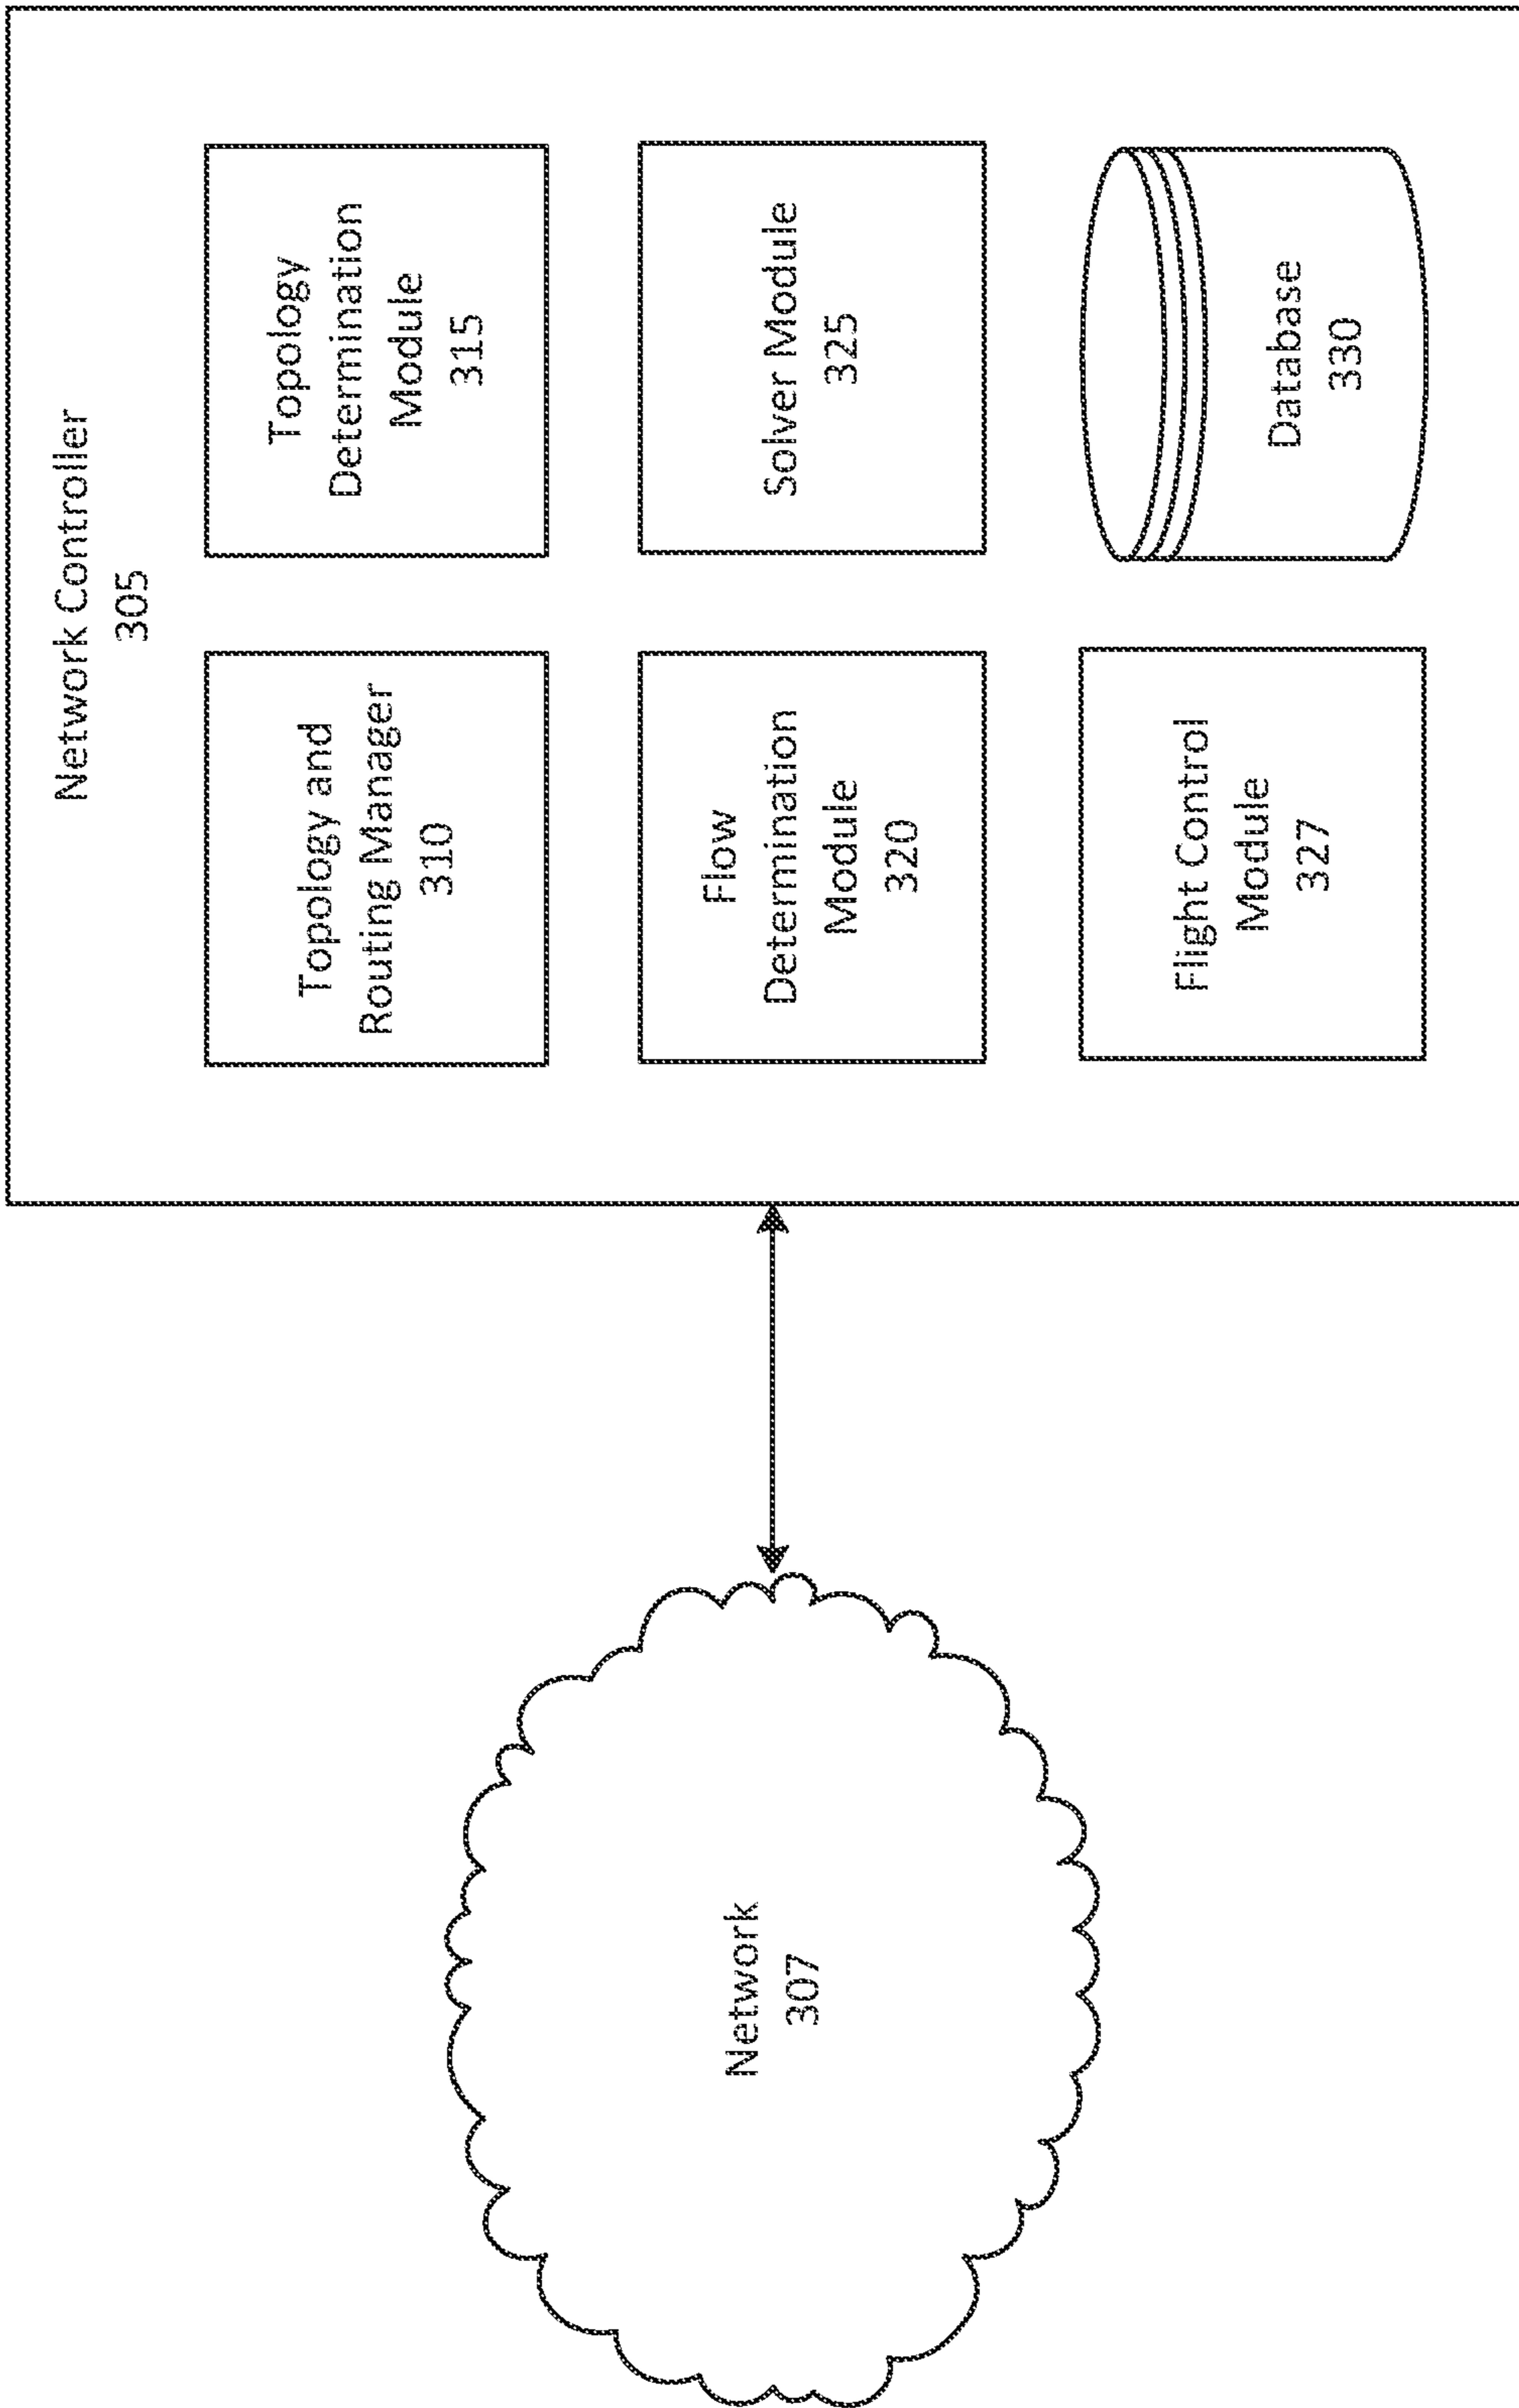 Network Controller
305
Topology and
Routing Manager
310
Topology
Determination
Module
315
Flow
Determination
Module
320
Solver Module
325
Flight Control
Module
327
Database
330
Network
307